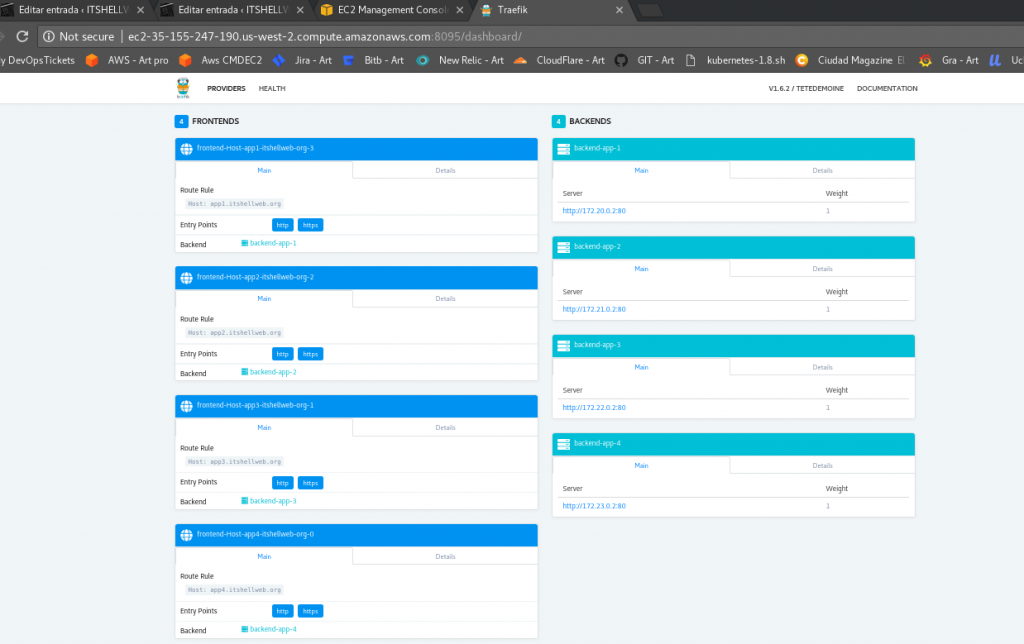 Editar entrada ‹ ITSHELLW
Editar entrada ‹ ITSHELLW
EC2 Management Consol
Traefik
Not secure | ec2-35-155-247-190.us-west-2.compute.amazonaws.com:8095/dashboard/
y DevOpsTickets AWS - Art pro Aws CMDEC2 Jira - Art Bitb - Art New Relic - Art CloudFlare - Art GIT - Art kubernetes-1.8.sh Ciudad Magazine El Gra - Art Uc
træfik PROVIDERS HEALTH V1.6.2 / TETEDEMOINE DOCUMENTATION
4 FRONTENDS
frontend-Host-app1-itshellweb-org-3
Main Details
Route Rule
Host: app1.itshellweb.org
Entry Points http https
Backend backend-app-1
frontend-Host-app2-itshellweb-org-2
Main Details
Route Rule
Host: app2.itshellweb.org
Entry Points http https
Backend backend-app-2
frontend-Host-app3-itshellweb-org-1
Main Details
Route Rule
Host: app3.itshellweb.org
Entry Points http https
Backend backend-app-3
frontend-Host-app4-itshellweb-org-0
Main Details
Route Rule
Host: app4.itshellweb.org
Entry Points http https
Backend backend-app-4
4 BACKENDS
backend-app-1
Main Details
Server Weight
http://172.20.0.2:80 1
backend-app-2
Main Details
Server Weight
http://172.21.0.2:80 1
backend-app-3
Main Details
Server Weight
http://172.22.0.2:80 1
backend-app-4
Main Details
Server Weight
http://172.23.0.2:80 1